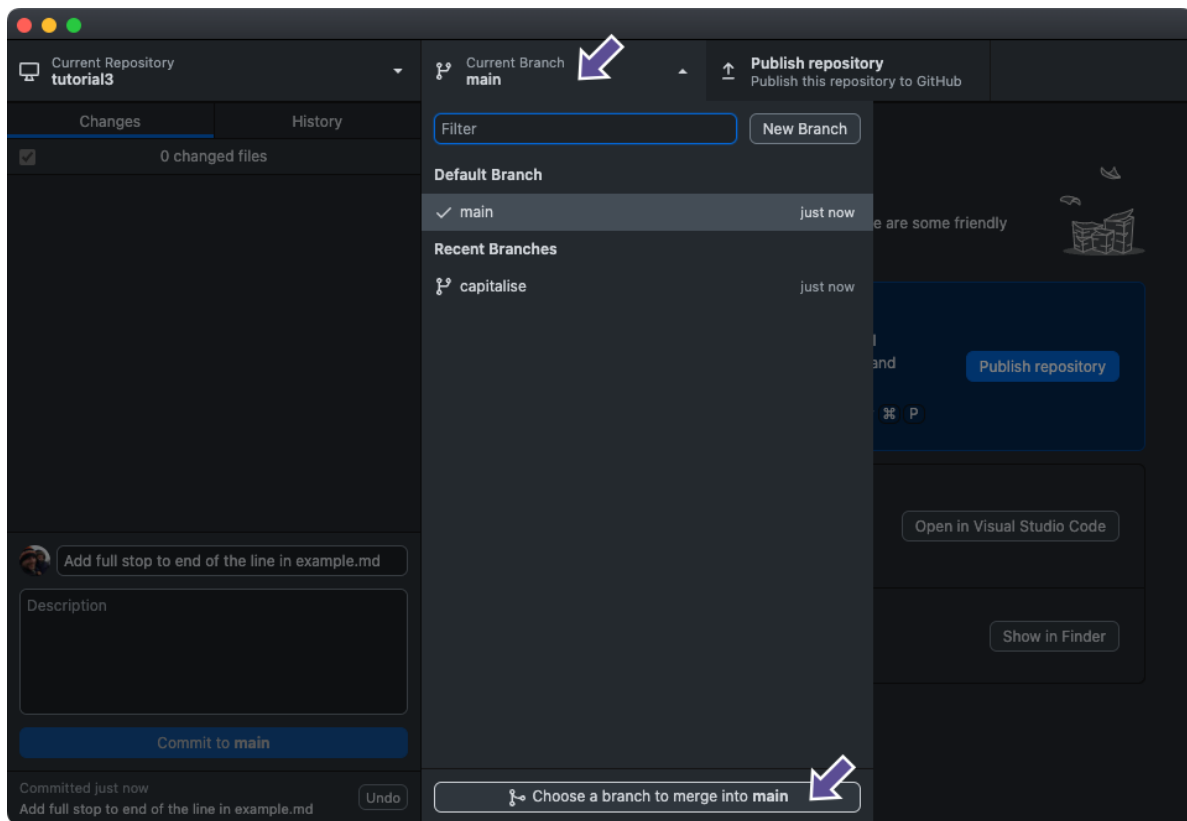 Current Repository
tutorial3
Current Branch
main
Publish repository
Publish this repository to GitHub
Changes
History
0 changed files
Filter
New Branch
Default Branch
main
just now
Recent Branches
capitalise
just now
e are some friendly
and
Publish repository
⌘ P
Open in Visual Studio Code
Show in Finder
Add full stop to end of the line in example.md
Description
Commit to main
Committed just now
Add full stop to end of the line in example.md
Undo
Choose a branch to merge into main